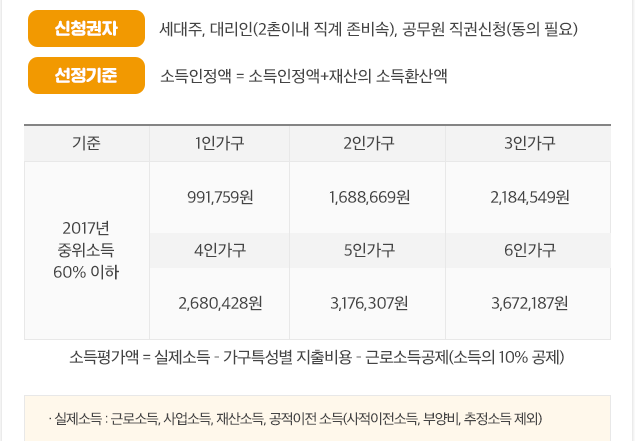 신청권자 세대주, 대리인(2촌이내 직계 존비속), 공무원 직권신청(동의 필요)
선정기준 소득인정액 = 소득인정액+재산의 소득환산액
기준 1인가구 2인가구 3인가구
991,759원 1,688,669원 2,184,549원
2017년
중위소득
60% 이하
4인가구 5인가구 6인가구
2,680,428원 3,176,307원 3,672,187원
소득평가액 = 실제소득 - 가구특성별 지출비용 - 근로소득공제(소득의 10% 공제)
· 실제소득 : 근로소득, 사업소득, 재산소득, 공적이전 소득(사적이전소득, 부양비, 추정소득 제외)